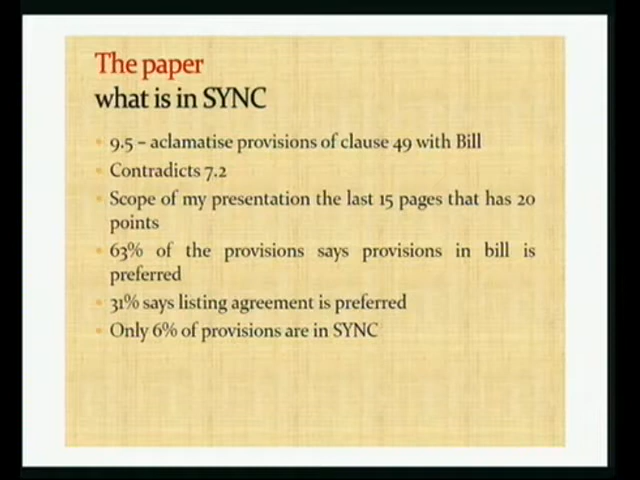 The paper
what is in SYNC
9.5 – aclamatise provisions of clause 49 with Bill
Contradicts 7.2
Scope of my presentation the last 15 pages that has 20
points
63% of the provisions says provisions in bill is
preferred
31% says listing agreement is preferred
Only 6% of provisions are in SYNC